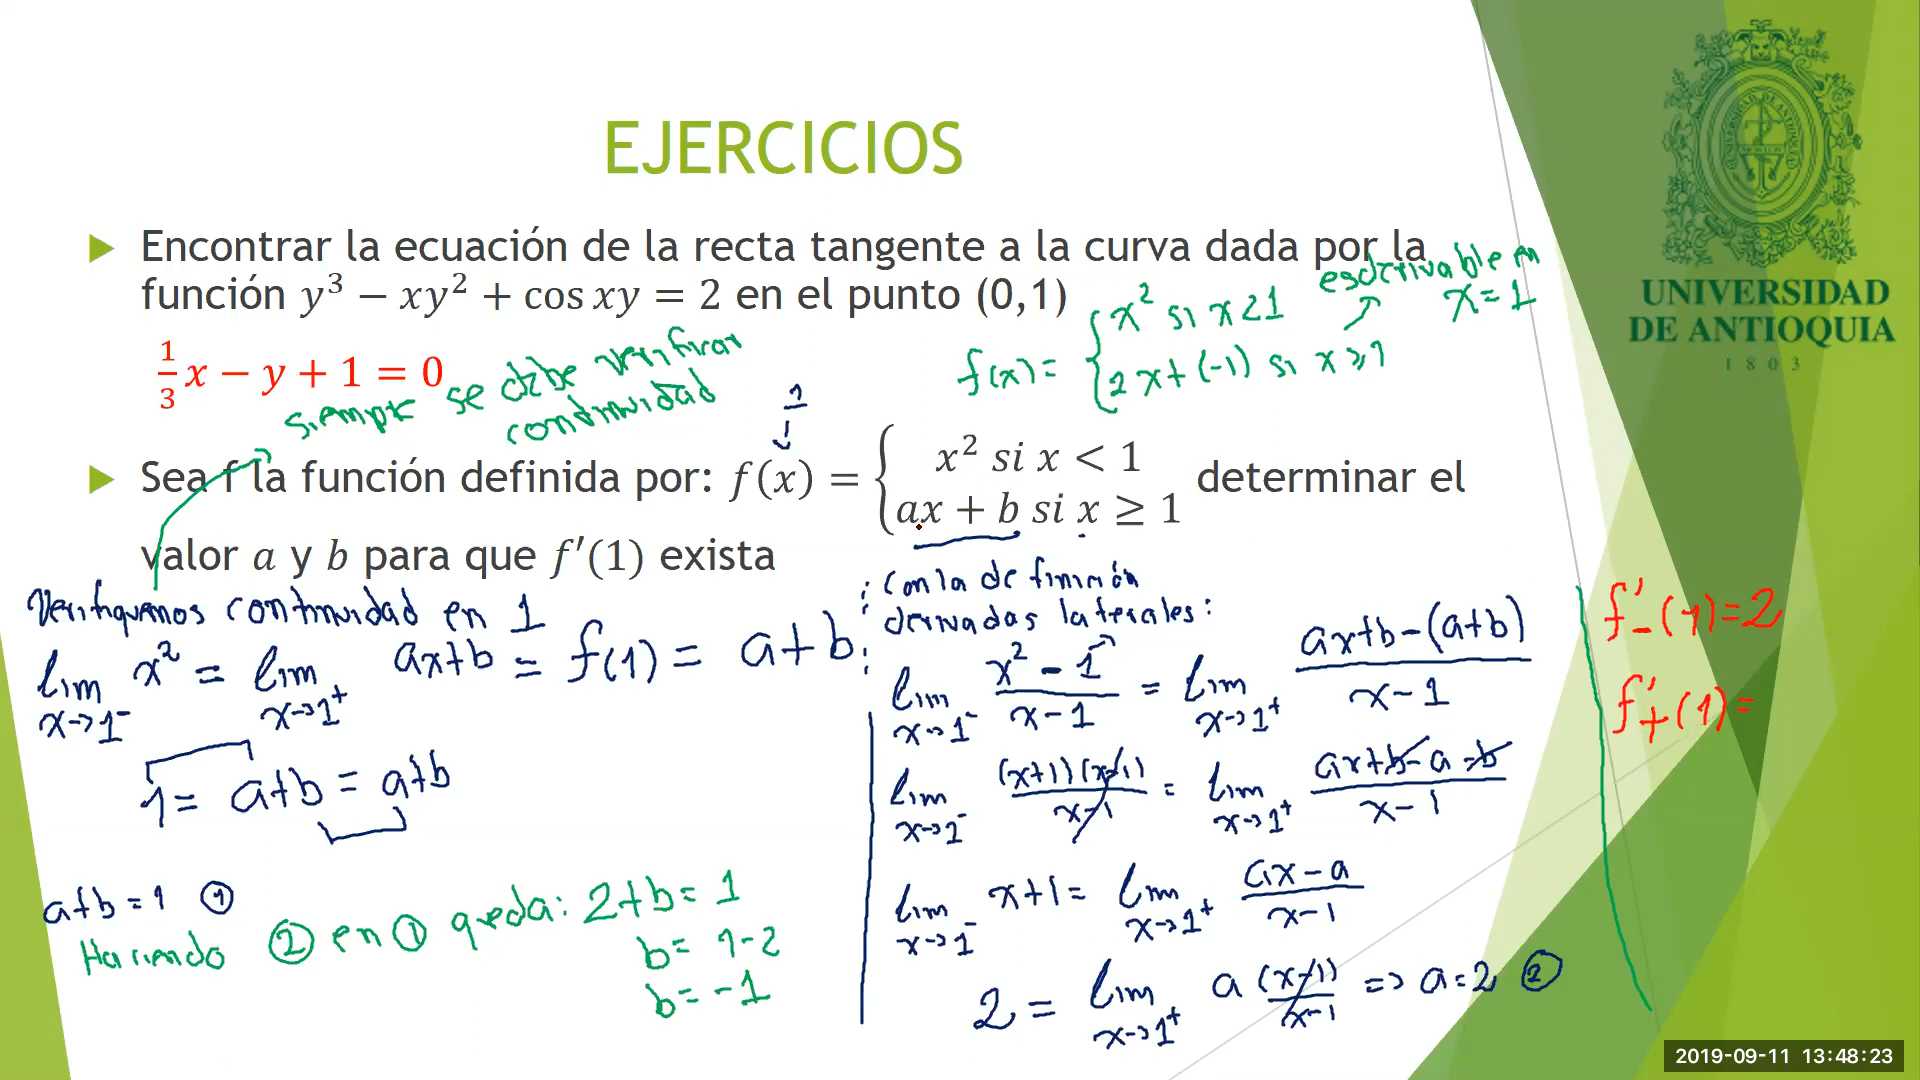 EJERCICIOS
Encontrar la ecuación de la recta tangente a la curva dada por la
función y³ − xy² + cos xy = 2 en el punto (0,1)
1/3 x − y + 1 = 0
siempre se debe verificar
continuidad
f(x) = { x² si x < 1
2x + (-1) si x ≥ 1
es derivable en
x = 1
1
Sea f la función definida por: f(x) = { x² si x < 1
ax + b si x ≥ 1 determinar el
valor a y b para que f′(1) exista
Verifiquemos continuidad en 1
lim x→1⁻ x² = lim x→1⁺ ax+b = f(1) = a+b
1 = a+b = a+b
a+b = 1 ①
Haciendo ② en ① queda: 2+b = 1
b = 1-2
b = -1
Con la definición
derivadas laterales:
lim x→1⁻ (x² - 1)/(x-1) = lim x→1⁺ (ax+b-(a+b))/(x-1)
lim x→1⁻ (x+1)(x-1)/(x-1) = lim x→1⁺ (ax+b-a-b)/(x-1)
lim x→1⁻ x+1 = lim x→1⁺ (ax-a)/(x-1)
2 = lim x→1⁺ a(x-1)/(x-1) => a = 2 ②
f'₋(1) = 2
f'₊(1) =
UNIVERSIDAD
DE ANTIOQUIA
1 8 0 3
2019-09-11 13:48:23